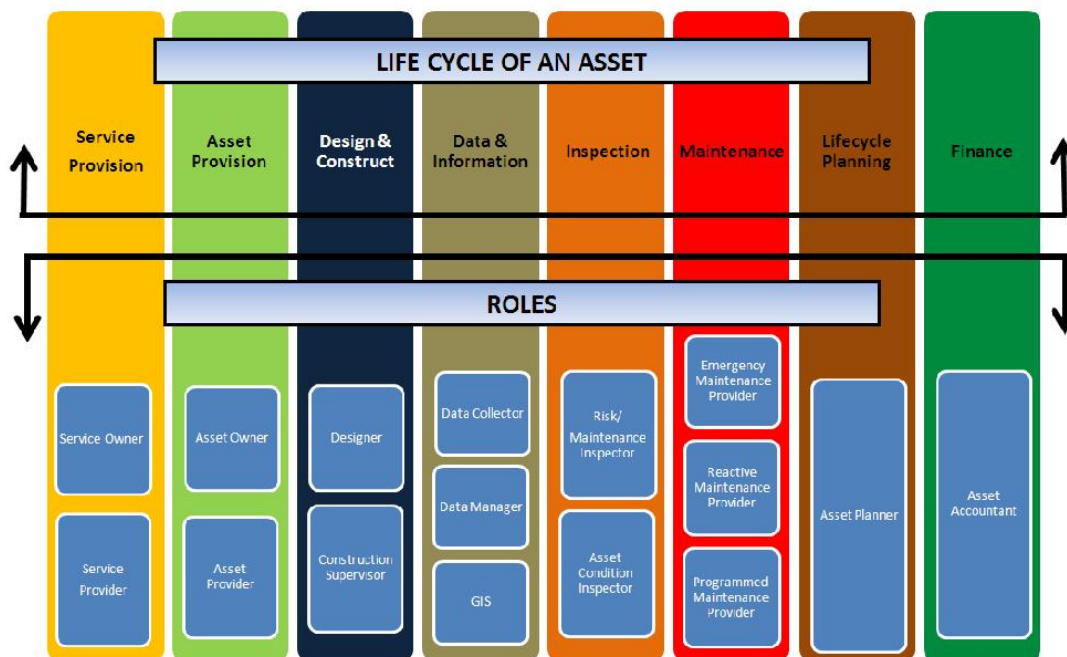 LIFE CYCLE OF AN ASSET
Service
Provision
Asset
Provision
Design &
Construct
Data &
Information
Inspection
Maintenance
Lifecycle
Planning
Finance
ROLES
Service Owner
Service
Provider
Asset Owner
Asset
Provider
Designer
Construction
Supervisor
Data Collector
Data Manager
GIS
Risk/
Maintenance
Inspector
Asset
Condition
Inspector
Emergency
Maintenance
Provider
Reactive
Maintenance
Provider
Programmed
Maintenance
Provider
Asset Planner
Asset
Accountant